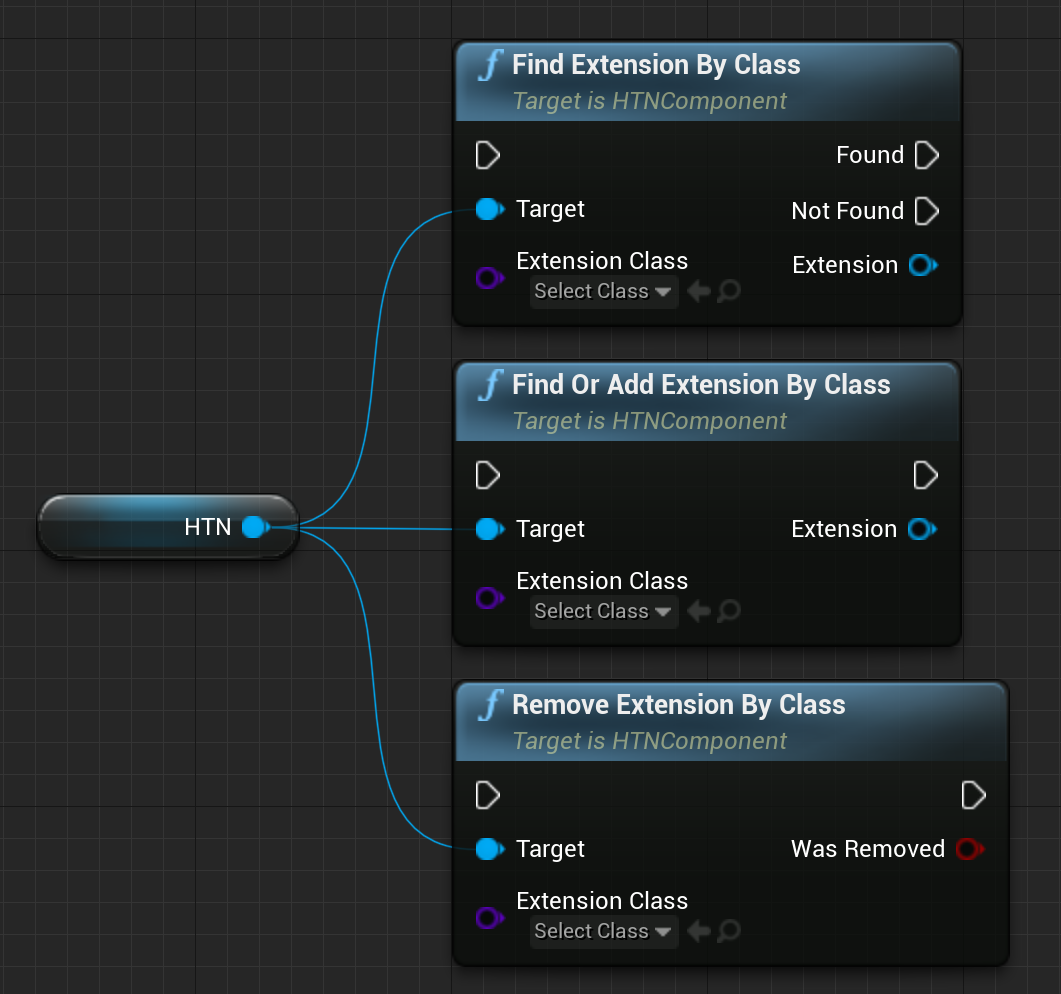 Find Extension By Class
Target is HTNComponent
Found
Target
Not Found
Extension Class
Extension
Select Class
Find Or Add Extension By Class
Target is HTNComponent
HTN
Target
Extension
Extension Class
Select Class
Remove Extension By Class
Target is HTNComponent
Target
Was Removed
Extension Class
Select Class